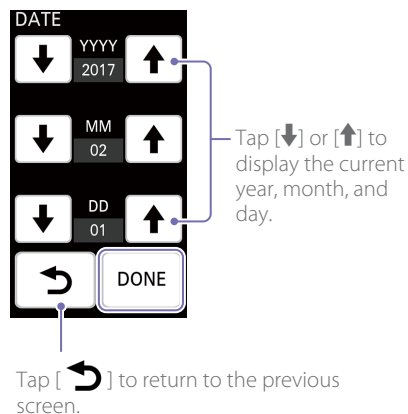 DATE
YYYY
2017
MM
02
DD
01
DONE
Tap [⬇] or [⬆] to
display the current
year, month, and
day.
Tap [⮌] to return to the previous
screen.